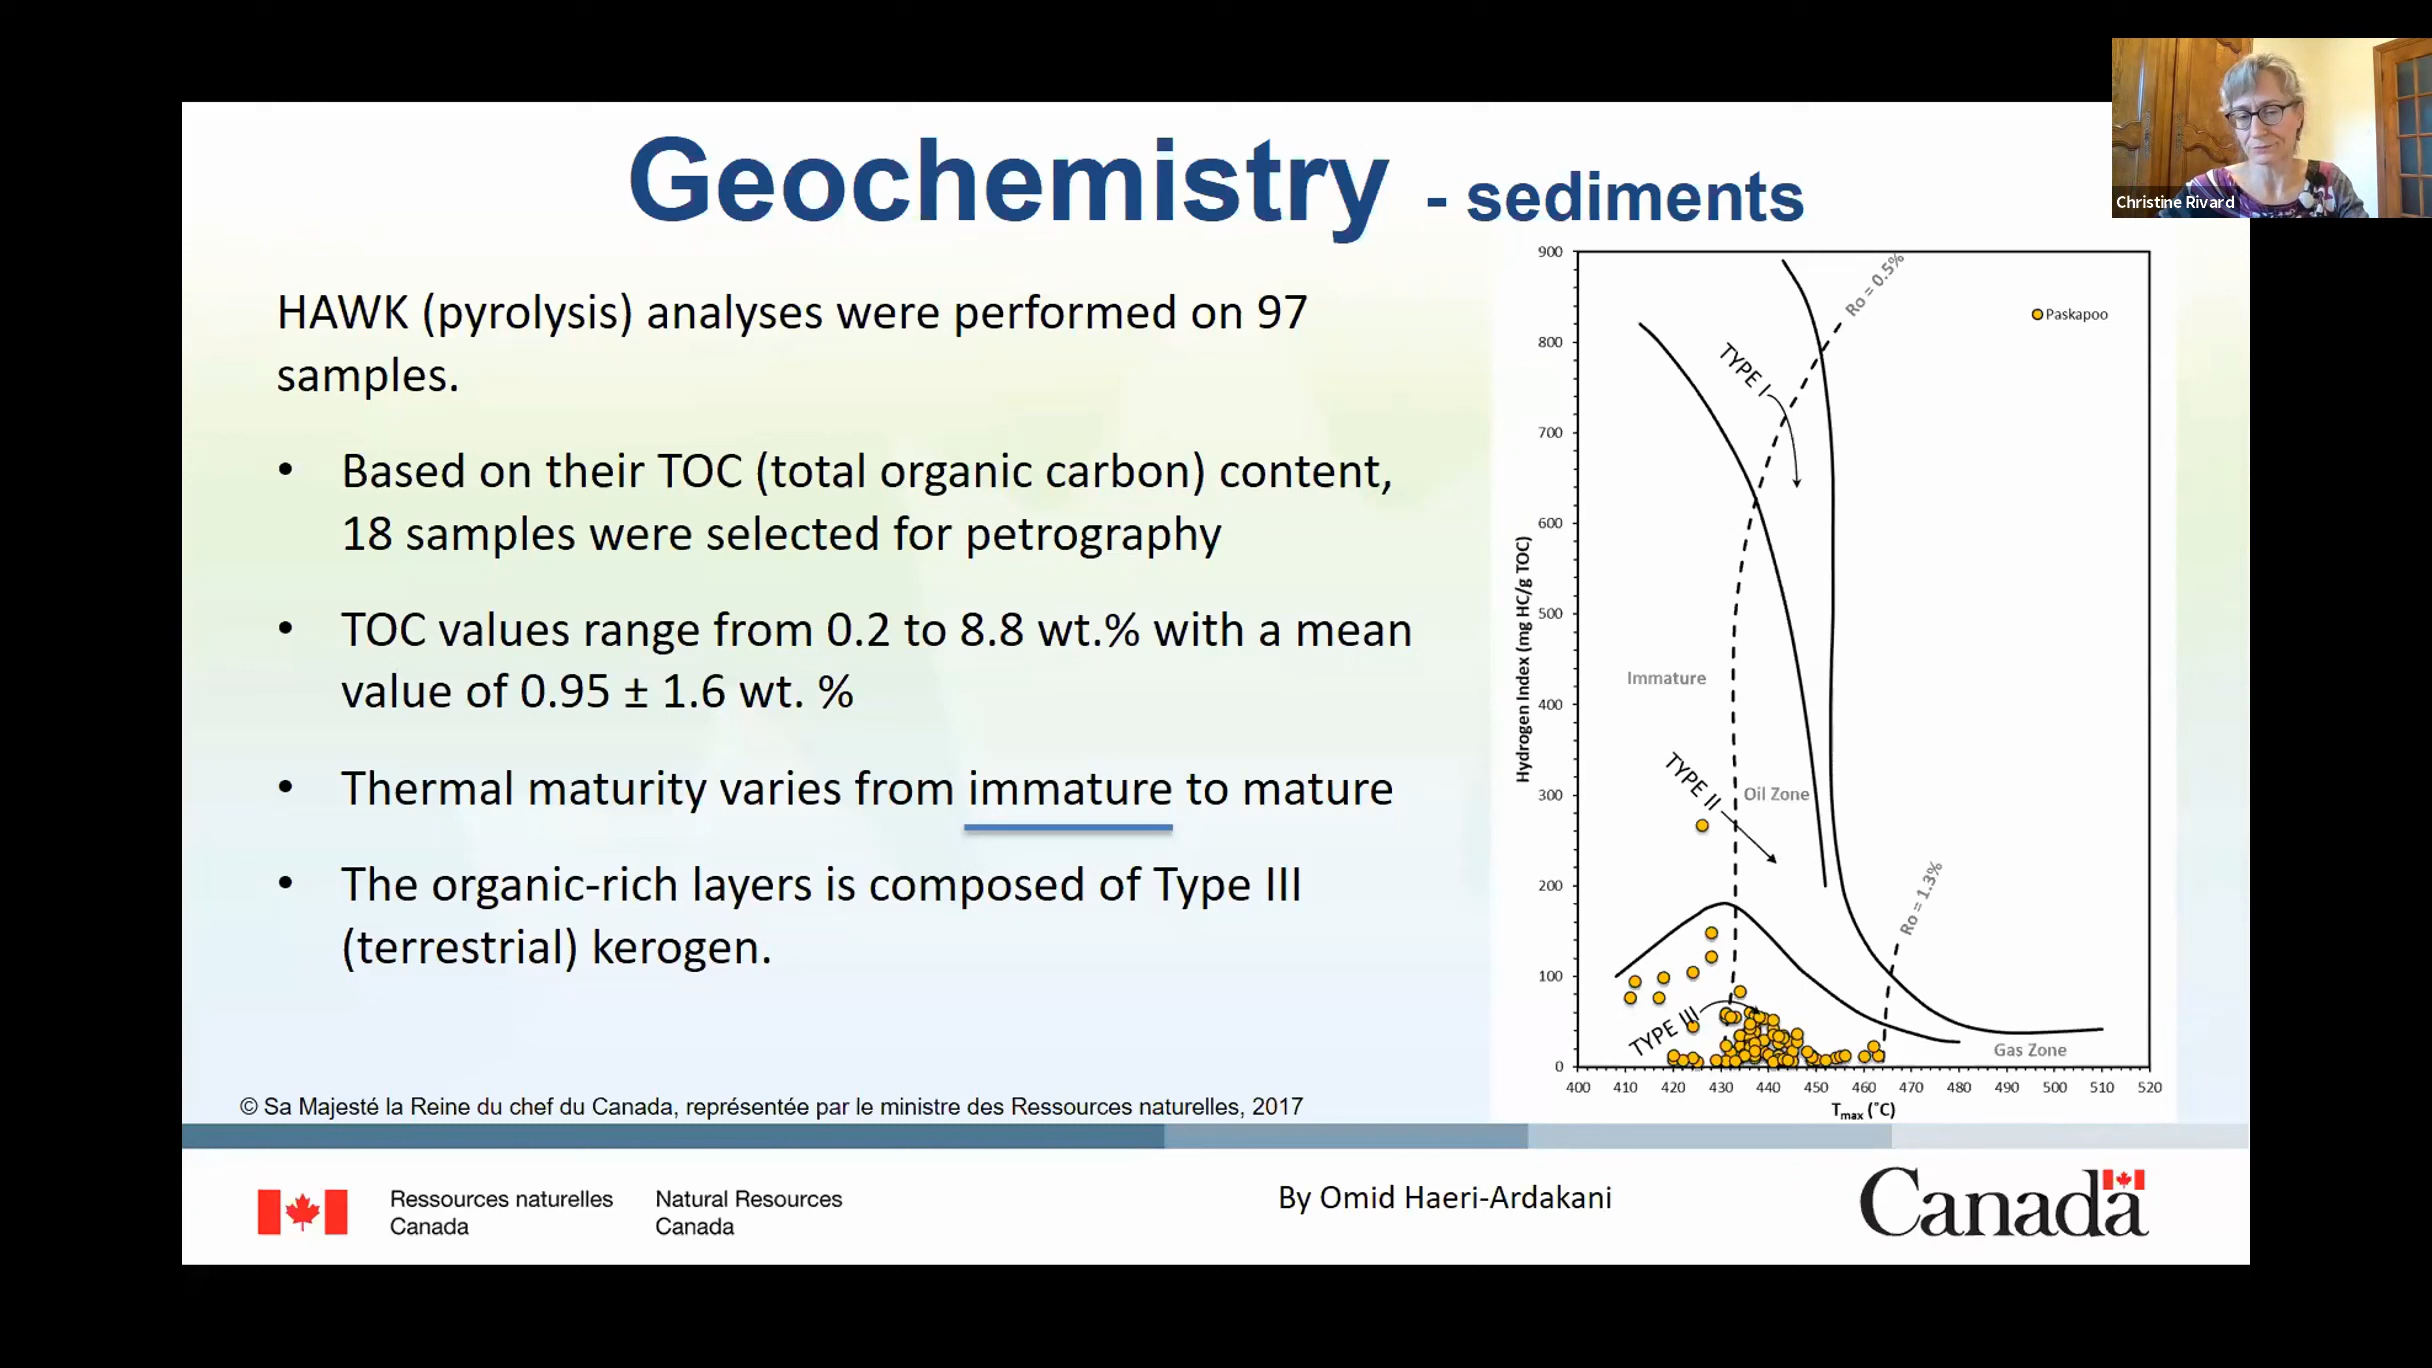 Christine Rivard
Geochemistry - sediments
HAWK (pyrolysis) analyses were performed on 97
samples.
• Based on their TOC (total organic carbon) content,
18 samples were selected for petrography
• TOC values range from 0.2 to 8.8 wt.% with a mean
value of 0.95 ± 1.6 wt. %
• Thermal maturity varies from immature to mature
• The organic-rich layers is composed of Type III
(terrestrial) kerogen.
Hydrogen Index (mg HC/g TOC)
900
800
700
600
500
400
300
200
100
0
Ro = 0.5%
Paskapoo
TYPE I
Immature
TYPE II
Oil Zone
Ro = 1.3%
TYPE III
Gas Zone
400 410 420 430 440 450 460 470 480 490 500 510 520
Tmax (°C)
© Sa Majesté la Reine du chef du Canada, représentée par le ministre des Ressources naturelles, 2017
Ressources naturelles
Canada
Natural Resources
Canada
By Omid Haeri-Ardakani
Canada